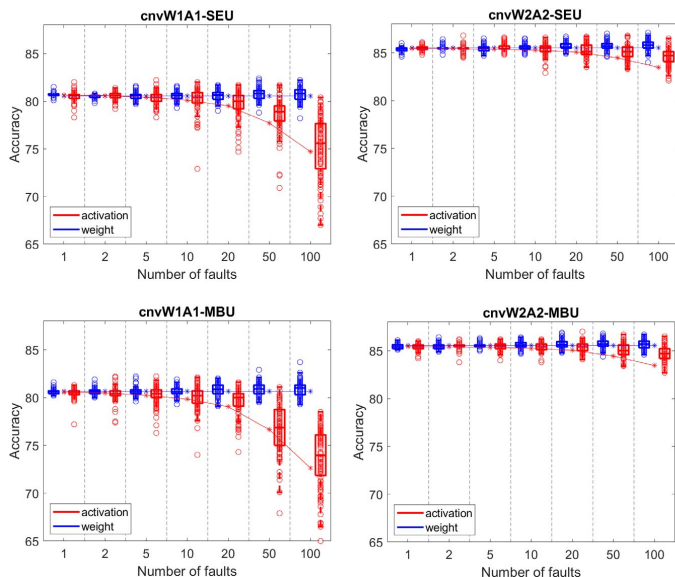 cnvW1A1-SEU
85
80
75
70
65
Accuracy
activation
weight
1 2 5 10 20 50 100
Number of faults
cnvW2A2-SEU
85
80
75
70
65
Accuracy
activation
weight
1 2 5 10 20 50 100
Number of faults
cnvW1A1-MBU
85
80
75
70
65
Accuracy
activation
weight
1 2 5 10 20 50 100
Number of faults
cnvW2A2-MBU
85
80
75
70
65
Accuracy
activation
weight
1 2 5 10 20 50 100
Number of faults